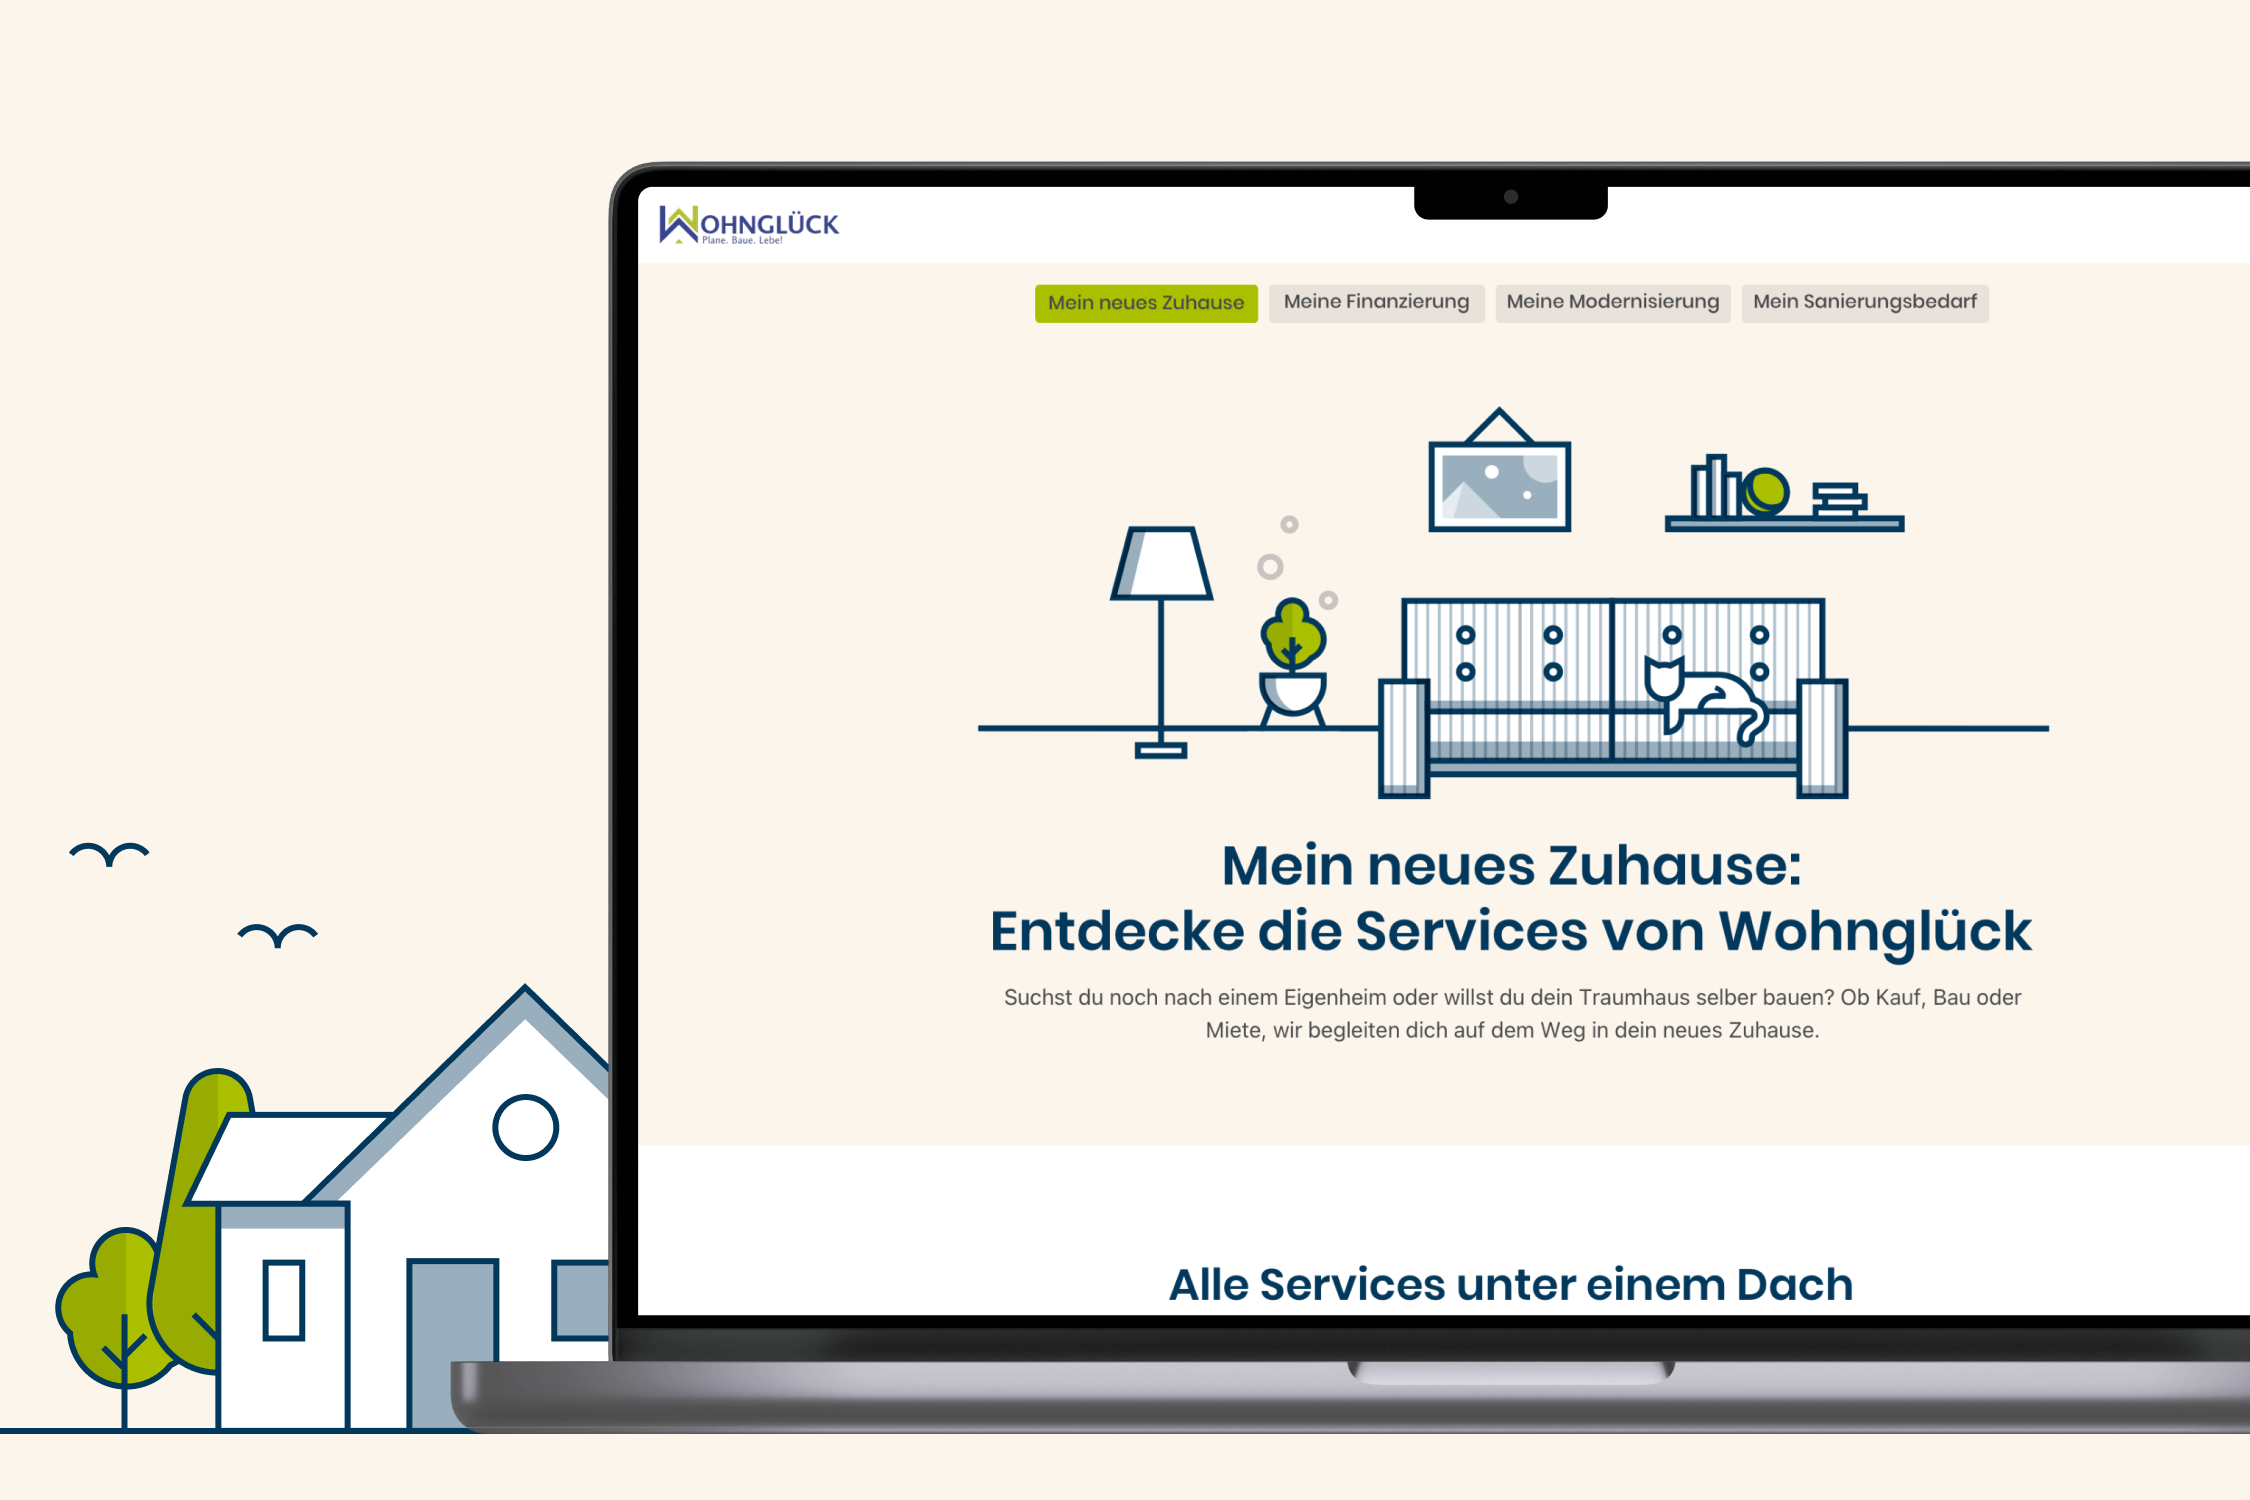 WOHNGLÜCK
Plane. Baue. Lebe!
Mein neues Zuhause
Meine Finanzierung
Meine Modernisierung
Mein Sanierungsbedarf
Mein neues Zuhause:
Entdecke die Services von Wohnglück
Suchst du noch nach einem Eigenheim oder willst du dein Traumhaus selber bauen? Ob Kauf, Bau oder
Miete, wir begleiten dich auf dem Weg in dein neues Zuhause.
Alle Services unter einem Dach